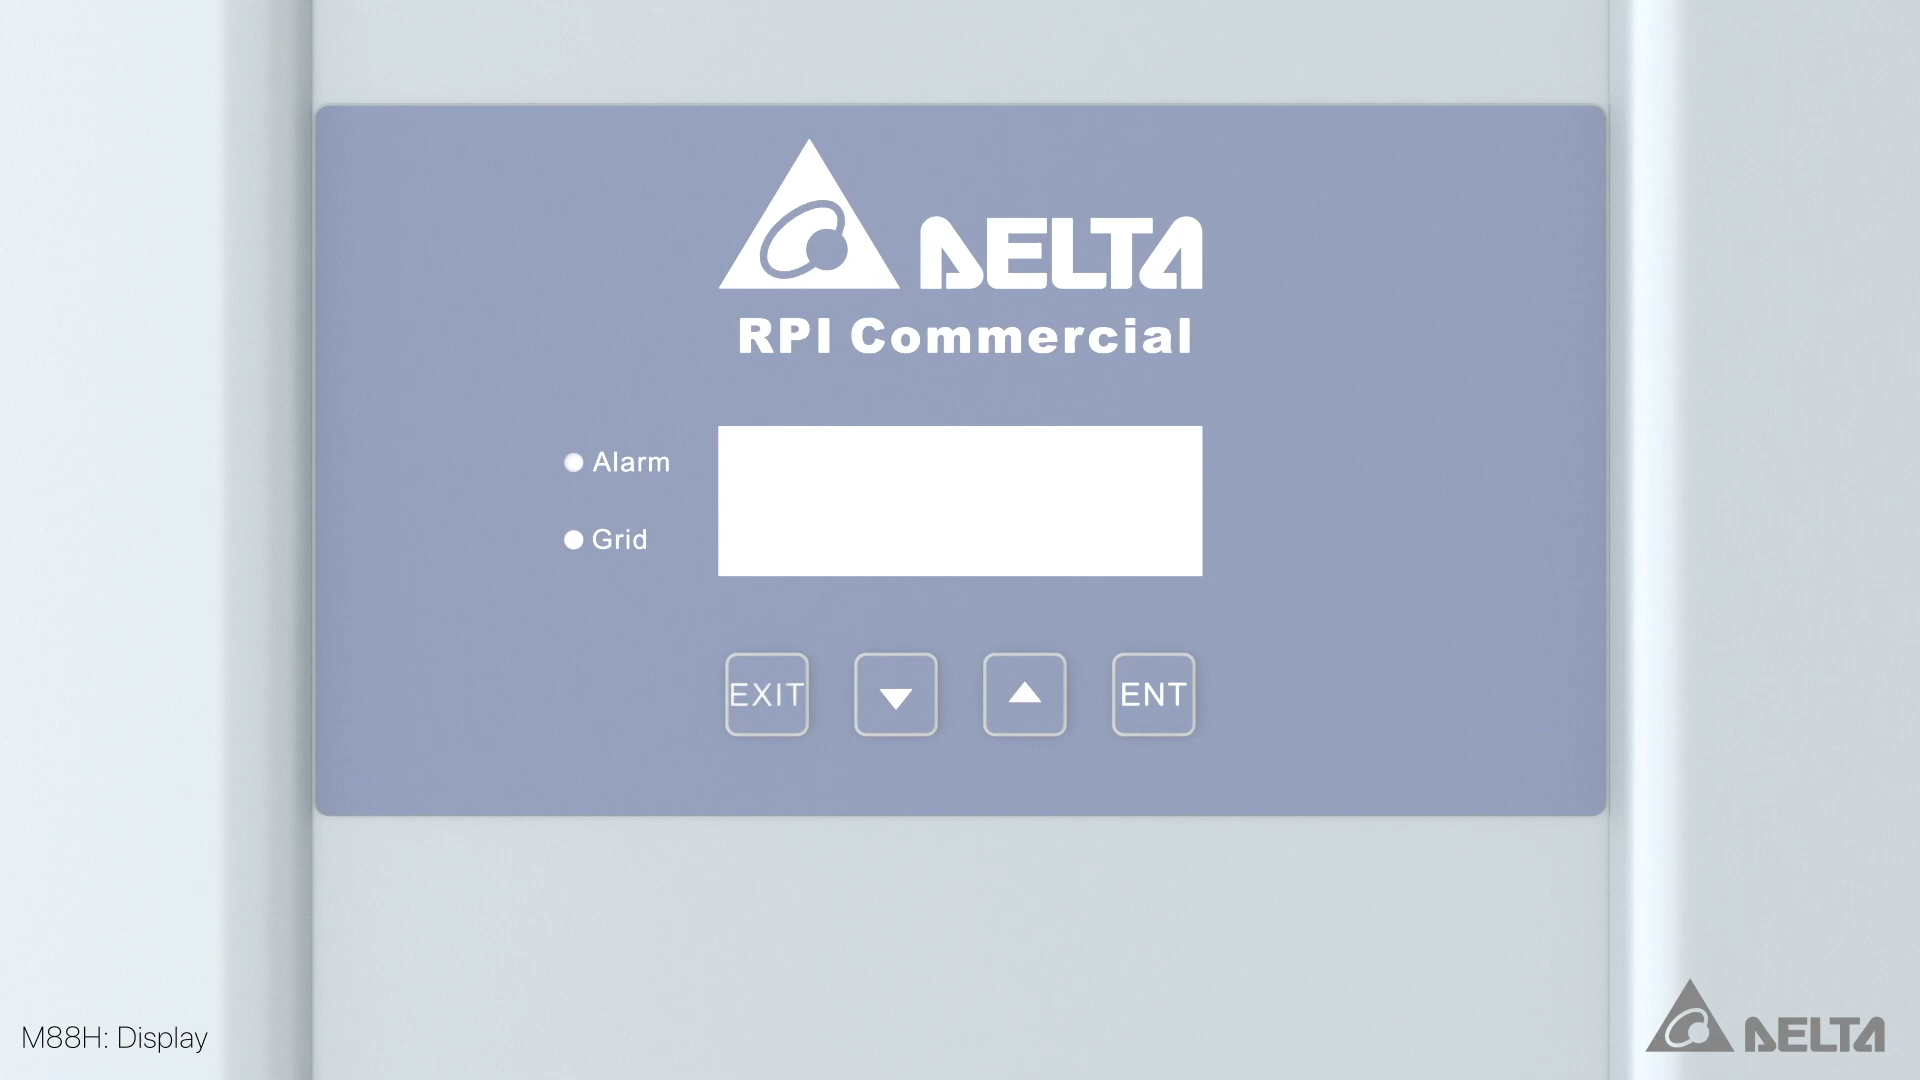 DELTA
RPI Commercial
Alarm
Grid
EXIT
ENT
M88H: Display
DELTA